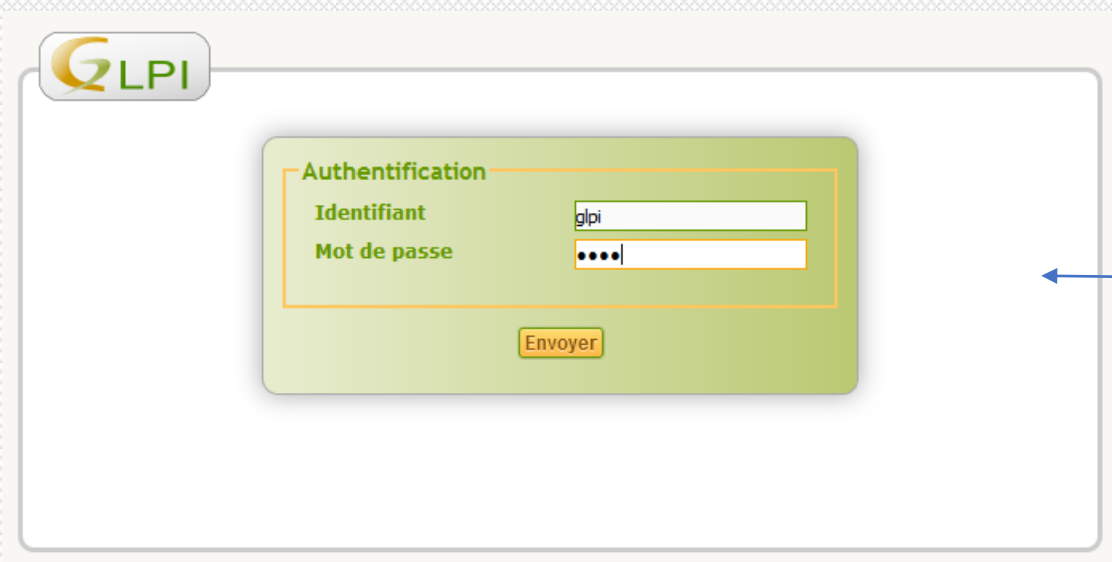 GLPI
Authentification
Identifiant glpi
Mot de passe ••••
Envoyer